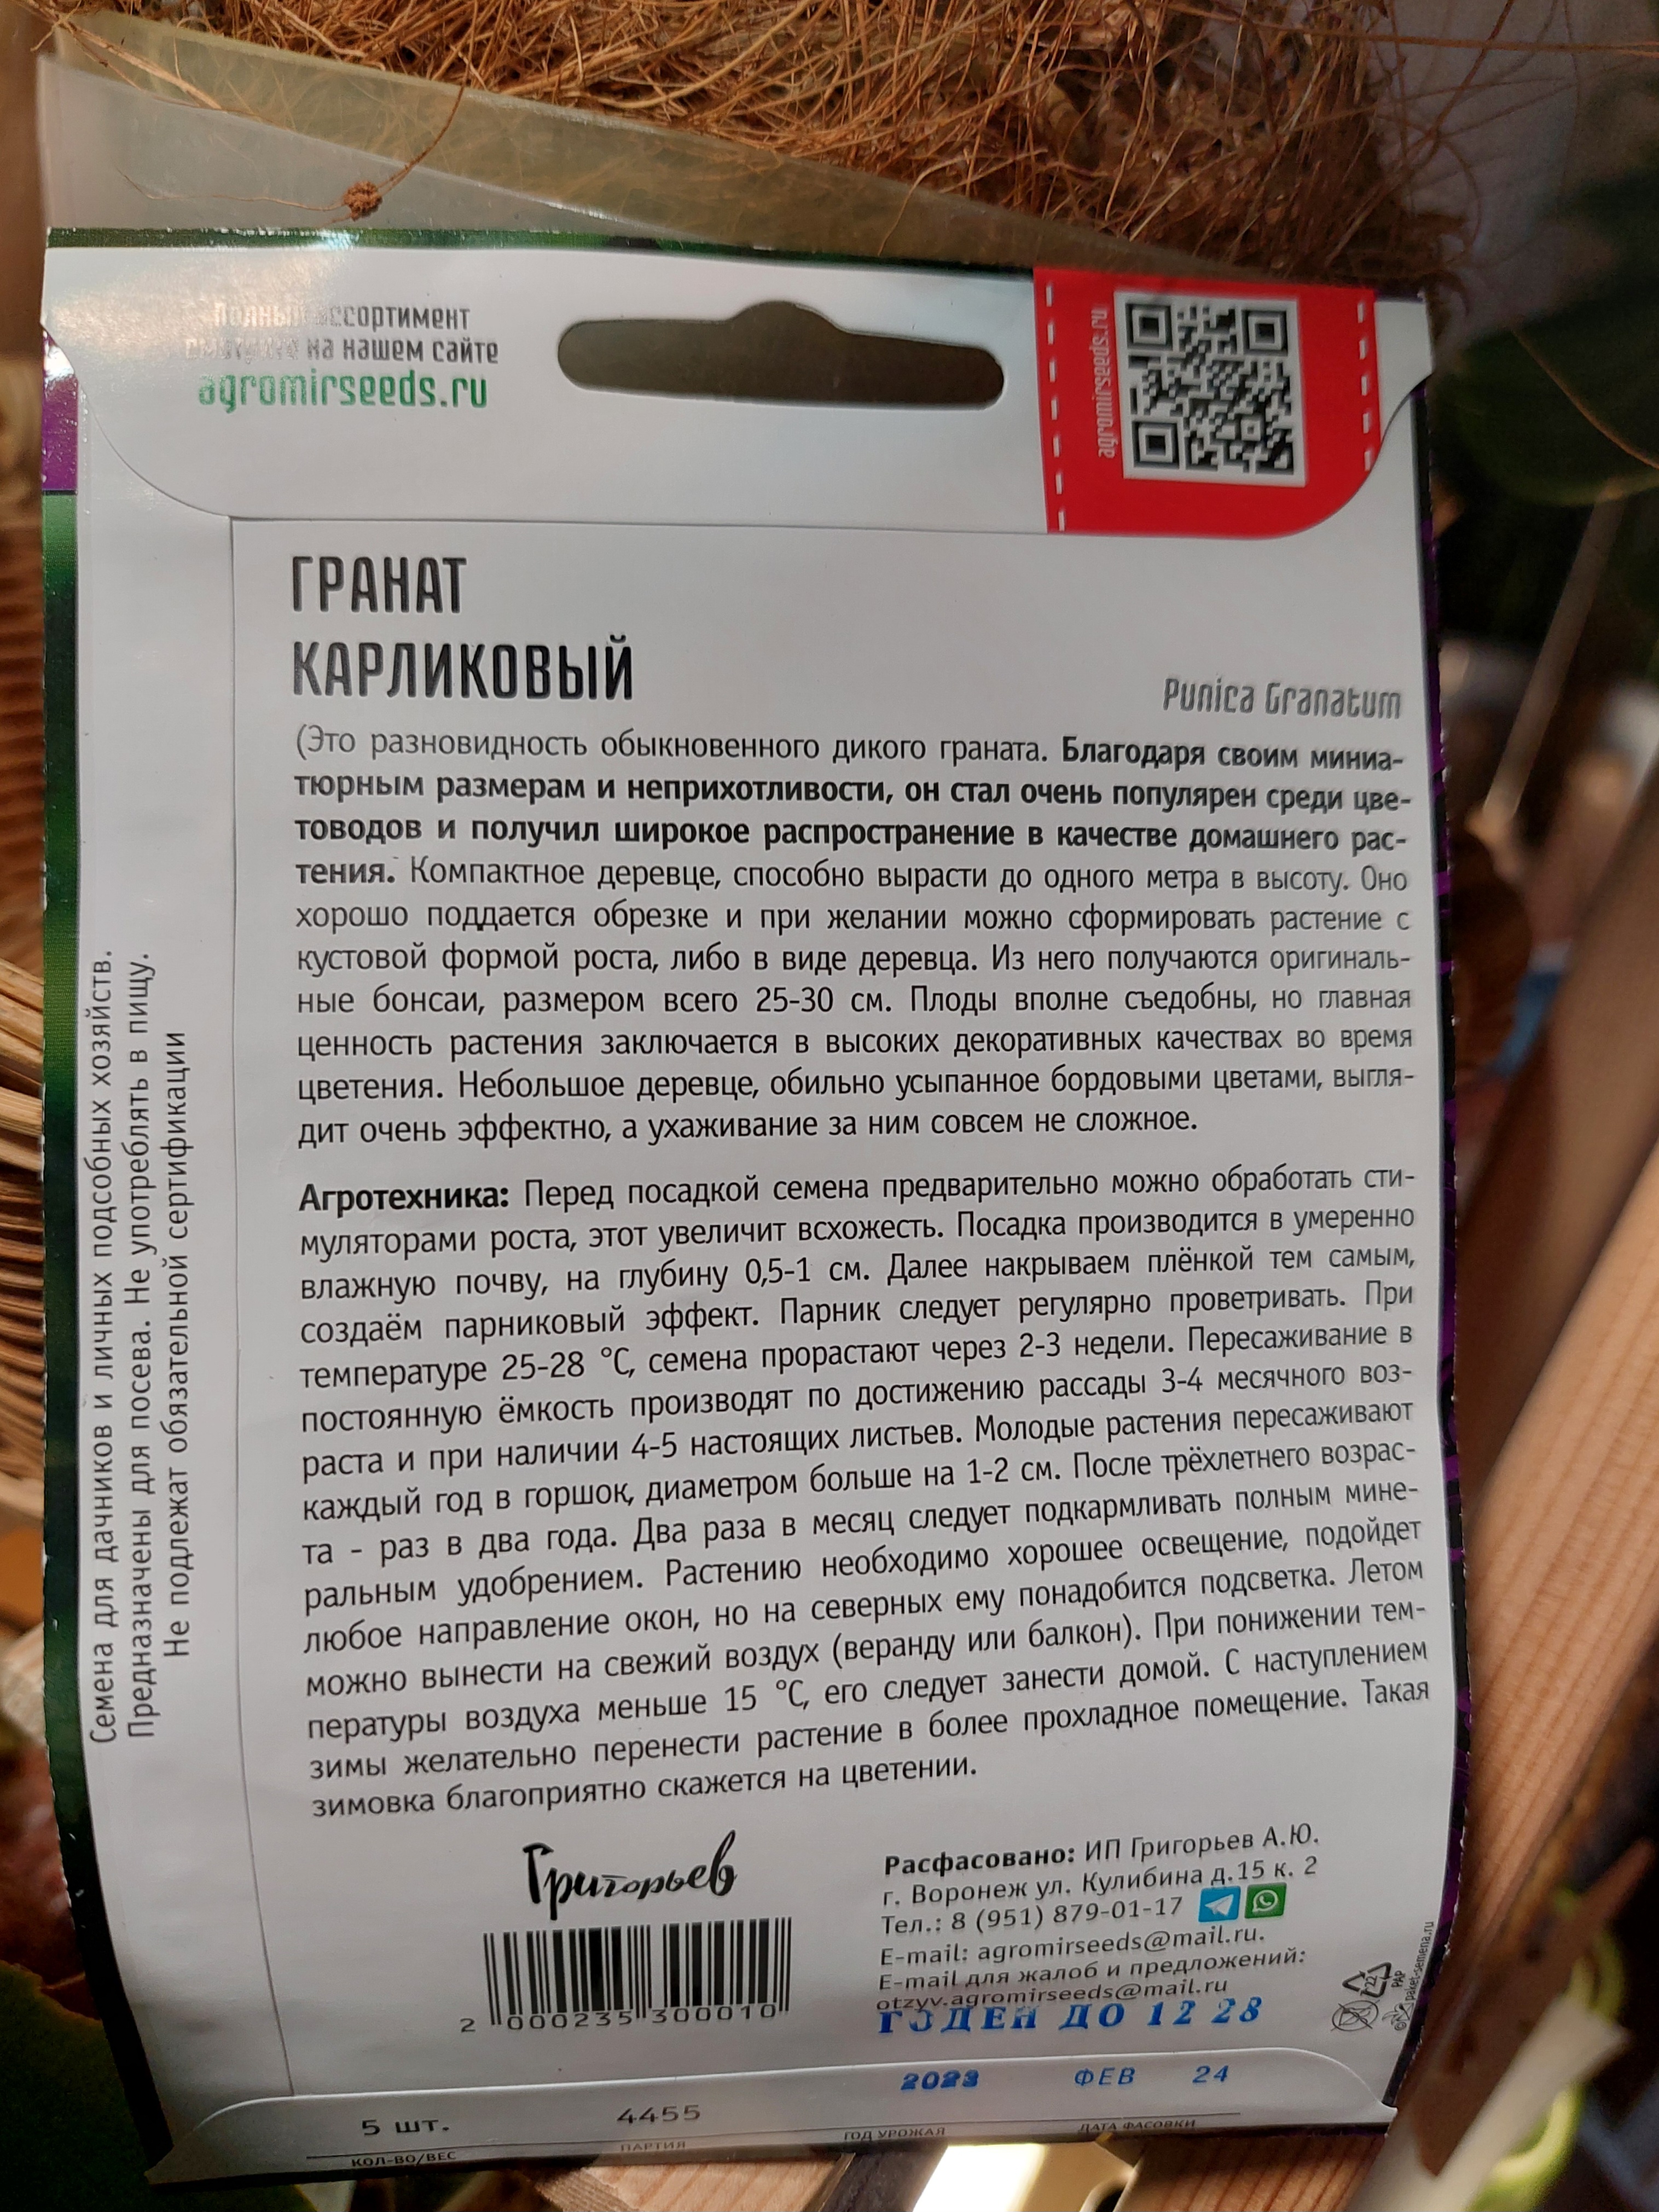 Полный ассортимент
смотрите на нашем сайте
agromirseeds.ru
agromirseeds.ru
ГРАНАТ
КАРЛИКОВЫЙ
Punica Granatum
(Это разновидность обыкновенного дикого граната. Благодаря своим миниа-
тюрным размерам и неприхотливости, он стал очень популярен среди цве-
товодов и получил широкое распространение в качестве домашнего рас-
тения. Компактное деревце, способно вырасти до одного метра в высоту. Оно
хорошо поддается обрезке и при желании можно сформировать растение с
кустовой формой роста, либо в виде деревца. Из него получаются оригиналь-
ные бонсаи, размером всего 25-30 см. Плоды вполне съедобны, но главная
ценность растения заключается в высоких декоративных качествах во время
цветения. Небольшое деревце, обильно усыпанное бордовыми цветами, выгля-
дит очень эффектно, а ухаживание за ним совсем не сложное.
Агротехника: Перед посадкой семена предварительно можно обработать сти-
муляторами роста, этот увеличит всхожесть. Посадка производится в умеренно
влажную почву, на глубину 0,5-1 см. Далее накрываем плёнкой тем самым,
создаём парниковый эффект. Парник следует регулярно проветривать. При
температуре 25-28 °C, семена прорастают через 2-3 недели. Пересаживание в
постоянную ёмкость производят по достижению рассады 3-4 месячного воз-
раста и при наличии 4-5 настоящих листьев. Молодые растения пересаживают
каждый год в горшок, диаметром больше на 1-2 см. После трёхлетнего возрас-
та - раз в два года. Два раза в месяц следует подкармливать полным мине-
ральным удобрением. Растению необходимо хорошее освещение, подойдет
любое направление окон, но на северных ему понадобится подсветка. Летом
можно вынести на свежий воздух (веранду или балкон). При понижении тем-
пературы воздуха меньше 15 °C, его следует занести домой. С наступлением
зимы желательно перенести растение в более прохладное помещение. Такая
зимовка благоприятно скажется на цветении.
Семена для дачников и личных подсобных хозяйств.
Предназначены для посева. Не употреблять в пищу.
Не подлежат обязательной сертификации
Григорьев
2 000235 300010
Расфасовано: ИП Григорьев А.Ю.
г. Воронеж ул. Кулибина д.15 к. 2
Тел.: 8 (951) 879-01-17
E-mail: agromirseeds@mail.ru.
E-mail для жалоб и предложений:
otzyv.agromirseeds@mail.ru
ГОДЕН ДО 12 28
22
PAP
paket-semena.ru
5 шт. 4455 2023 ФЕВ 24
КОЛ-ВО/ВЕС ПАРТИЯ ГОД УРОЖАЯ ДАТА ФАСОВКИ